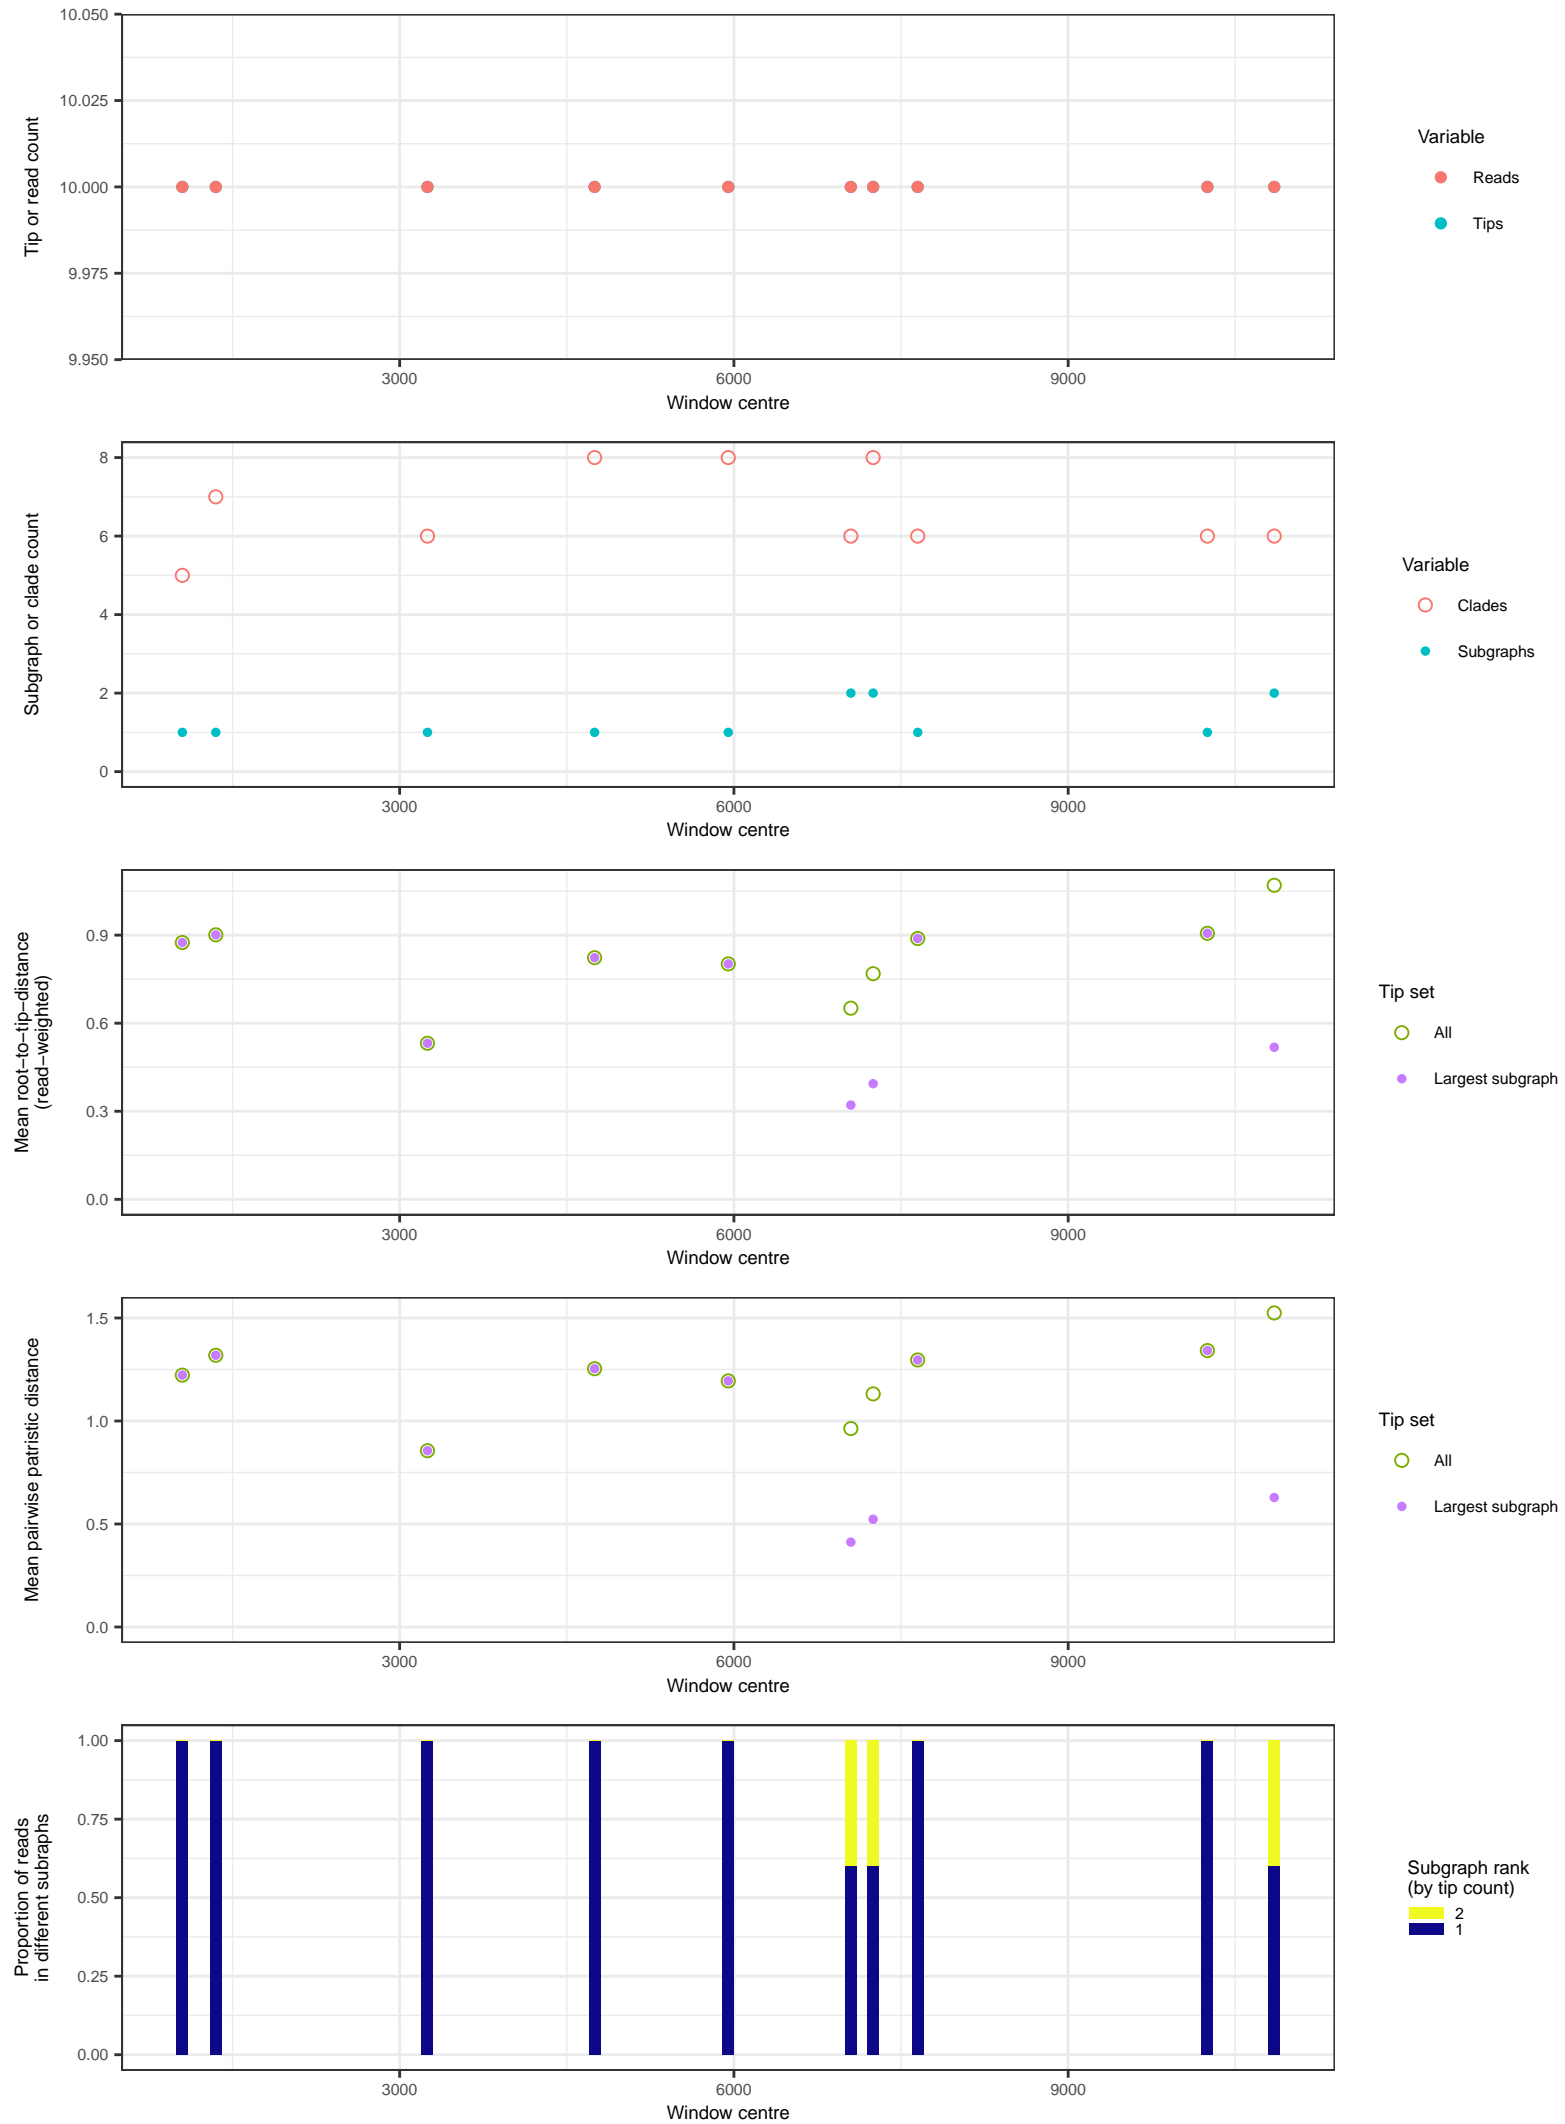 10.050
10.025
10.000
9.975
9.950
Tip or read count
3000 6000 9000
Window centre
Variable
Reads
Tips
8
6
4
2
0
Subgraph or clade count
3000 6000 9000
Window centre
Variable
Clades
Subgraphs
0.9
0.6
0.3
0.0
Mean root−to−tip−distance
(read−weighted)
3000 6000 9000
Window centre
Tip set
All
Largest subgraph
1.5
1.0
0.5
0.0
Mean pairwise patristic distance
3000 6000 9000
Window centre
Tip set
All
Largest subgraph
1.00
0.75
0.50
0.25
0.00
Proportion of reads
in different subraphs
3000 6000 9000
Window centre
Subgraph rank
(by tip count)
2
1